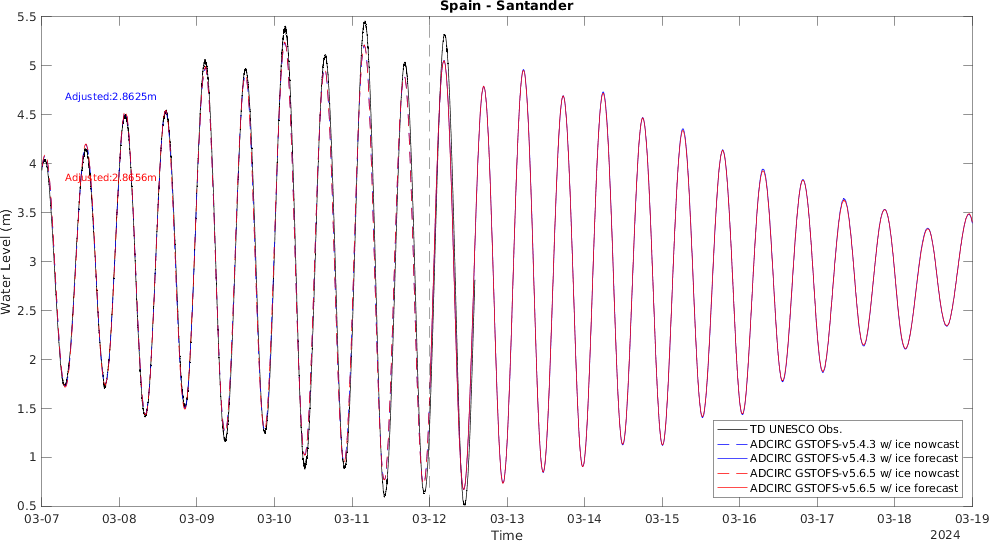 Spain - Santander
5.5
5
4.5
4
3.5
3
2.5
2
1.5
1
0.5
Water Level (m)
Adjusted:2.8625m
Adjusted:2.8656m
TD UNESCO Obs.
ADCIRC GSTOFS-v5.4.3 w/ ice nowcast
ADCIRC GSTOFS-v5.4.3 w/ ice forecast
ADCIRC GSTOFS-v5.6.5 w/ ice nowcast
ADCIRC GSTOFS-v5.6.5 w/ ice forecast
03-07 03-08 03-09 03-10 03-11 03-12 03-13 03-14 03-15 03-16 03-17 03-18 03-19
Time
2024